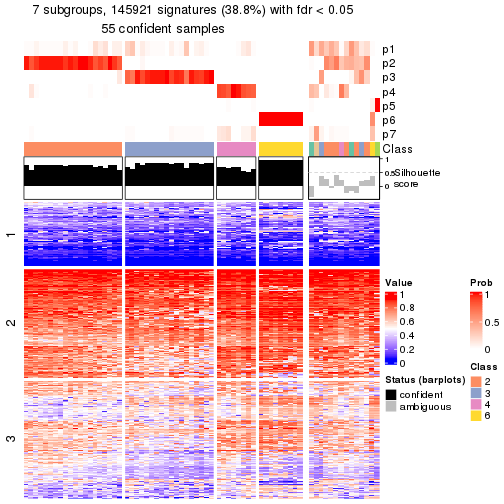 7 subgroups, 145921 signatures (38.8%) with fdr < 0.05
55 confident samples
p1
p2
p3
p4
p5
p6
p7
Class
1
0.5
0
Silhouette
score
1
2
3
Value
1
0.8
0.6
0.4
0.2
0
Prob
1
0.5
0
Status (barplots)
confident
ambiguous
Class
2
3
4
6